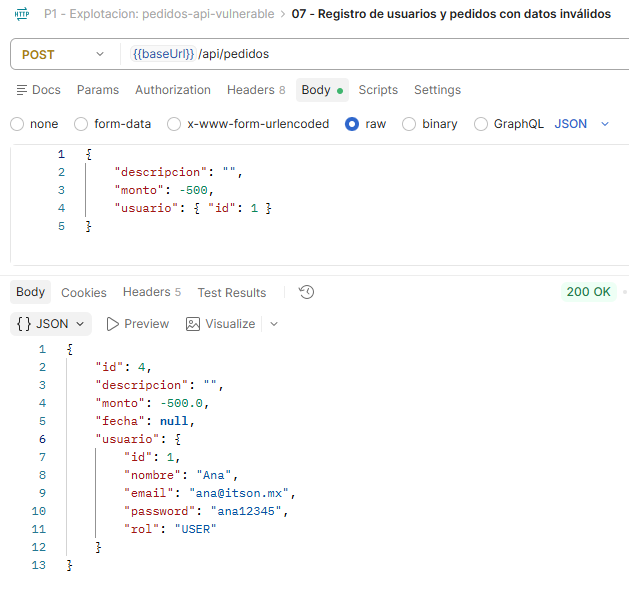 HTTP P1 - Explotacion: pedidos-api-vulnerable > 07 - Registro de usuarios y pedidos con datos inválidos
POST {{baseUrl}}/api/pedidos
Docs Params Authorization Headers 8 Body Scripts Settings
none form-data x-www-form-urlencoded raw binary GraphQL JSON
1 {
2 "descripcion": "",
3 "monto": -500,
4 "usuario": { "id": 1 }
5 }
Body Cookies Headers 5 Test Results 200 OK
{} JSON Preview Visualize
1 {
2 "id": 4,
3 "descripcion": "",
4 "monto": -500.0,
5 "fecha": null,
6 "usuario": {
7 "id": 1,
8 "nombre": "Ana",
9 "email": "ana@itson.mx",
10 "password": "ana12345",
11 "rol": "USER"
12 }
13 }